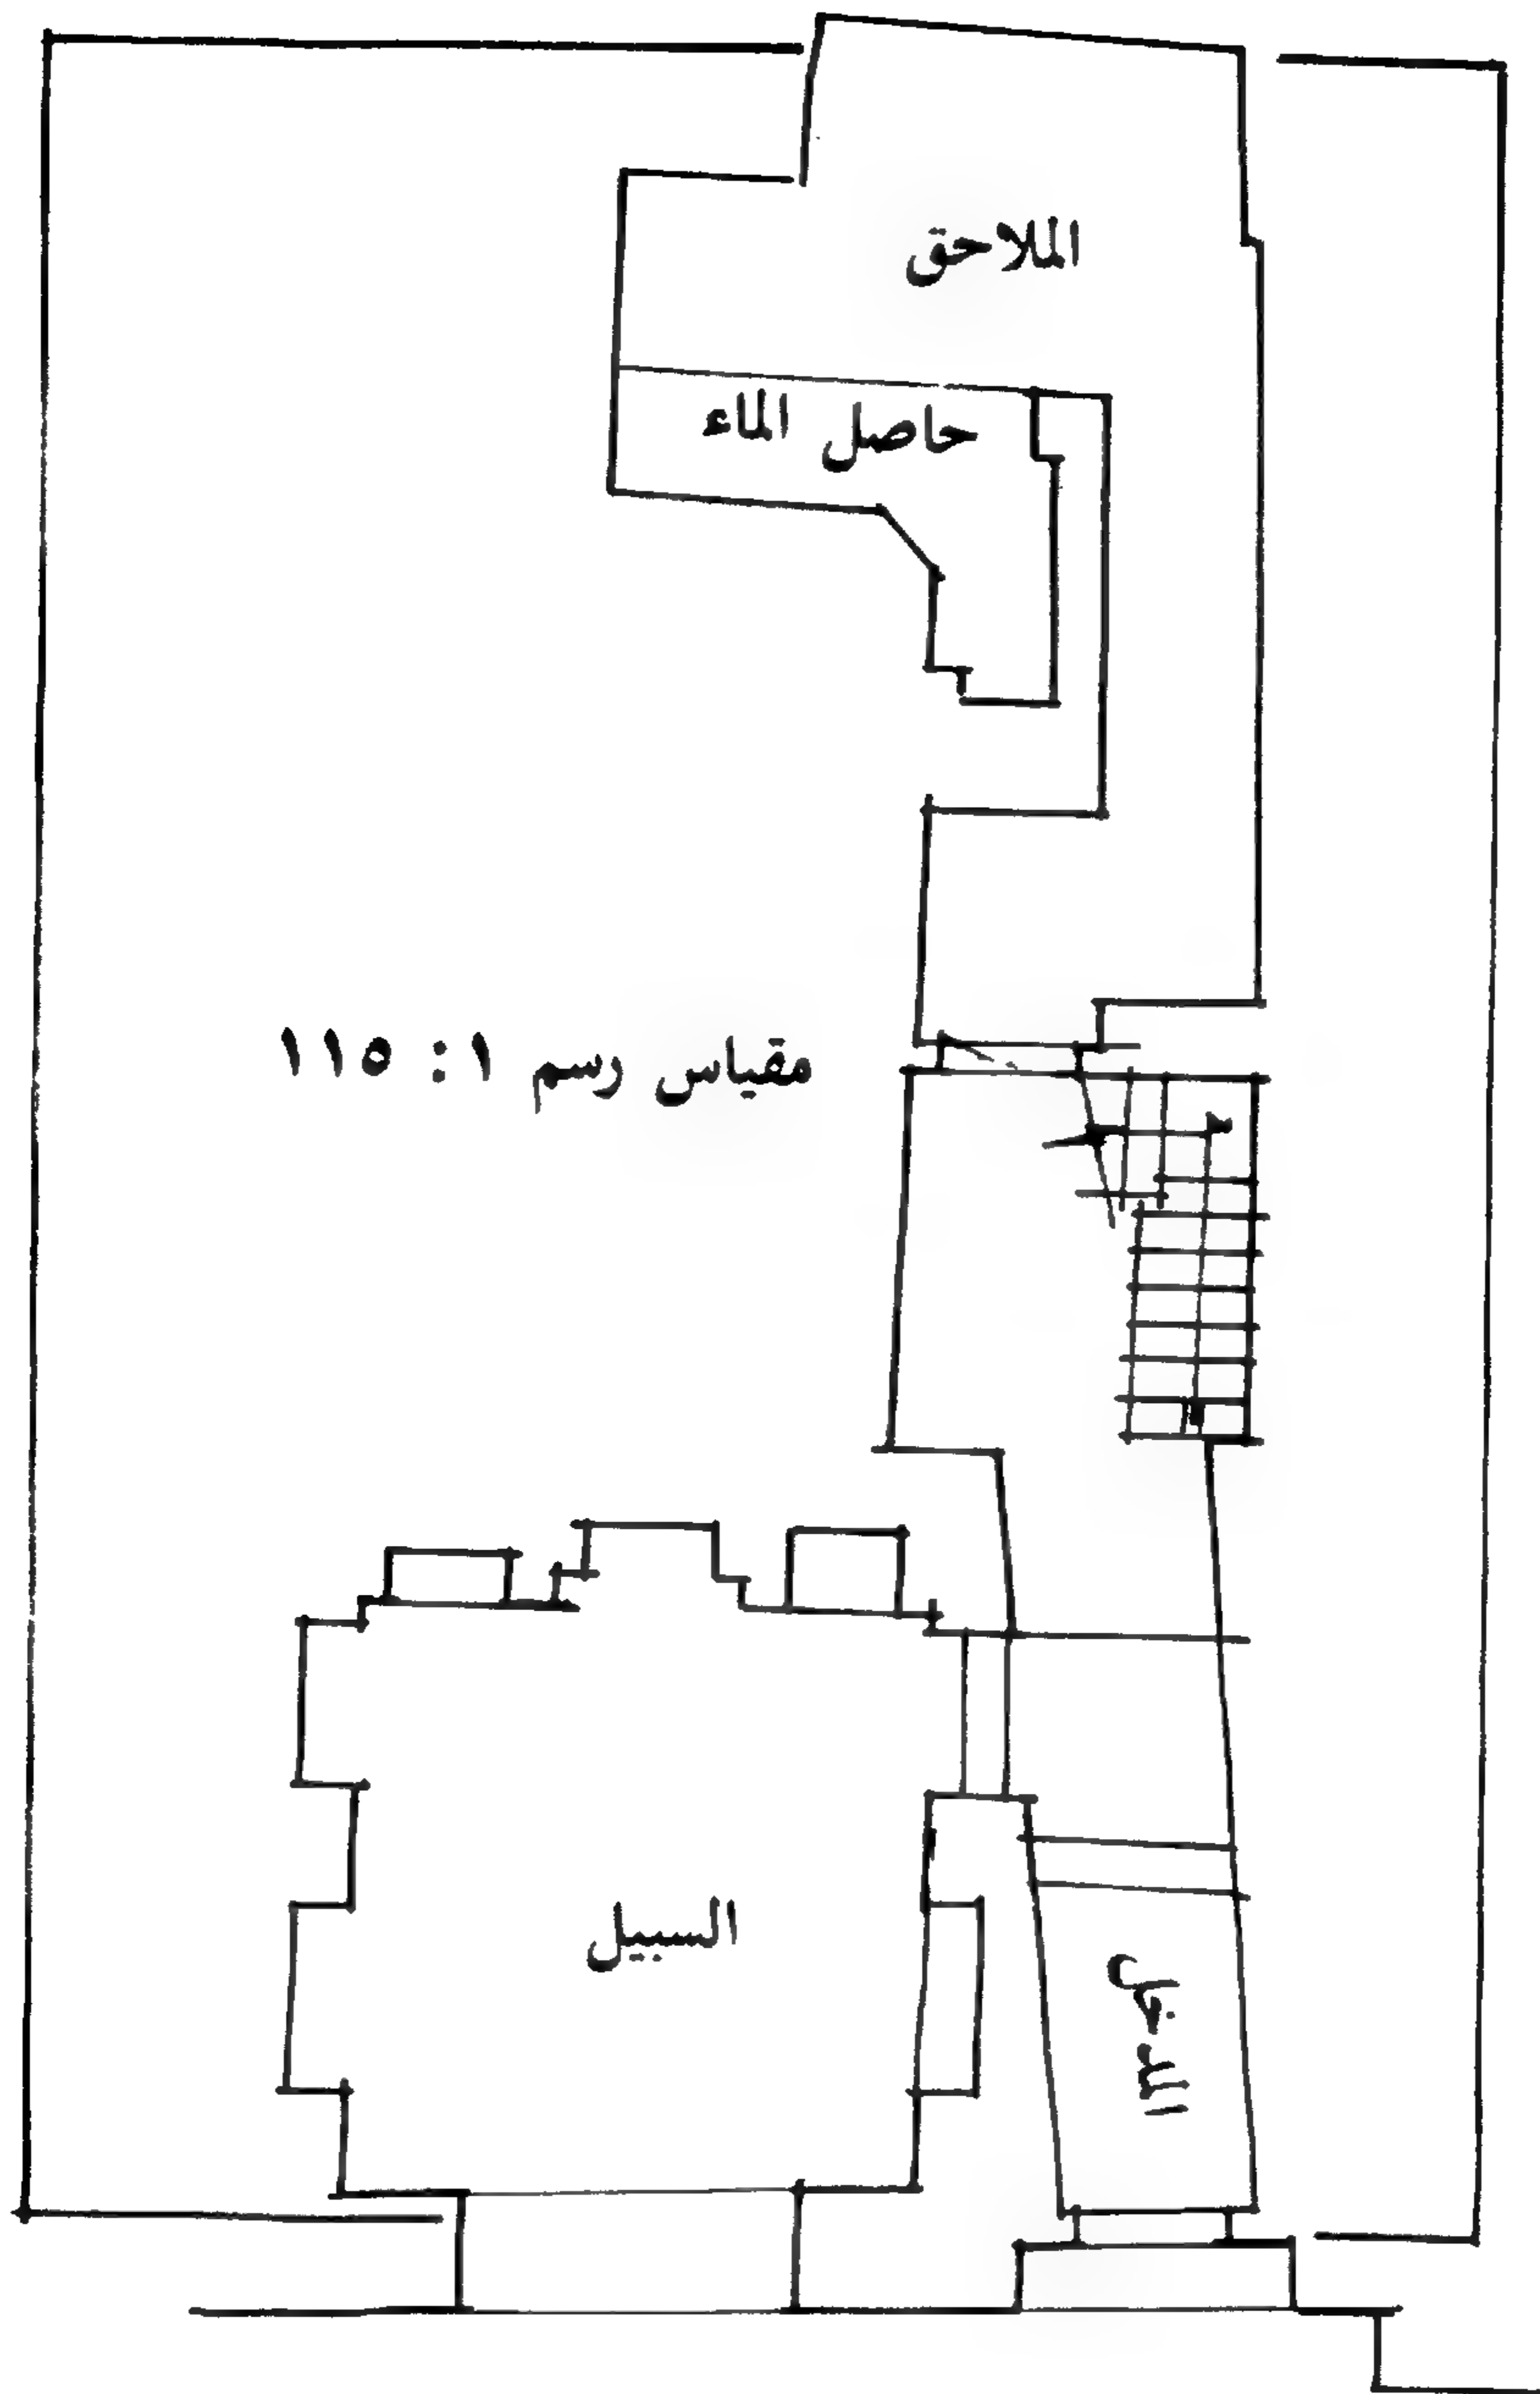 الملاحق
حاصل الماء
مقياس رسم ١ : ١١٥
السبيل
المدخل